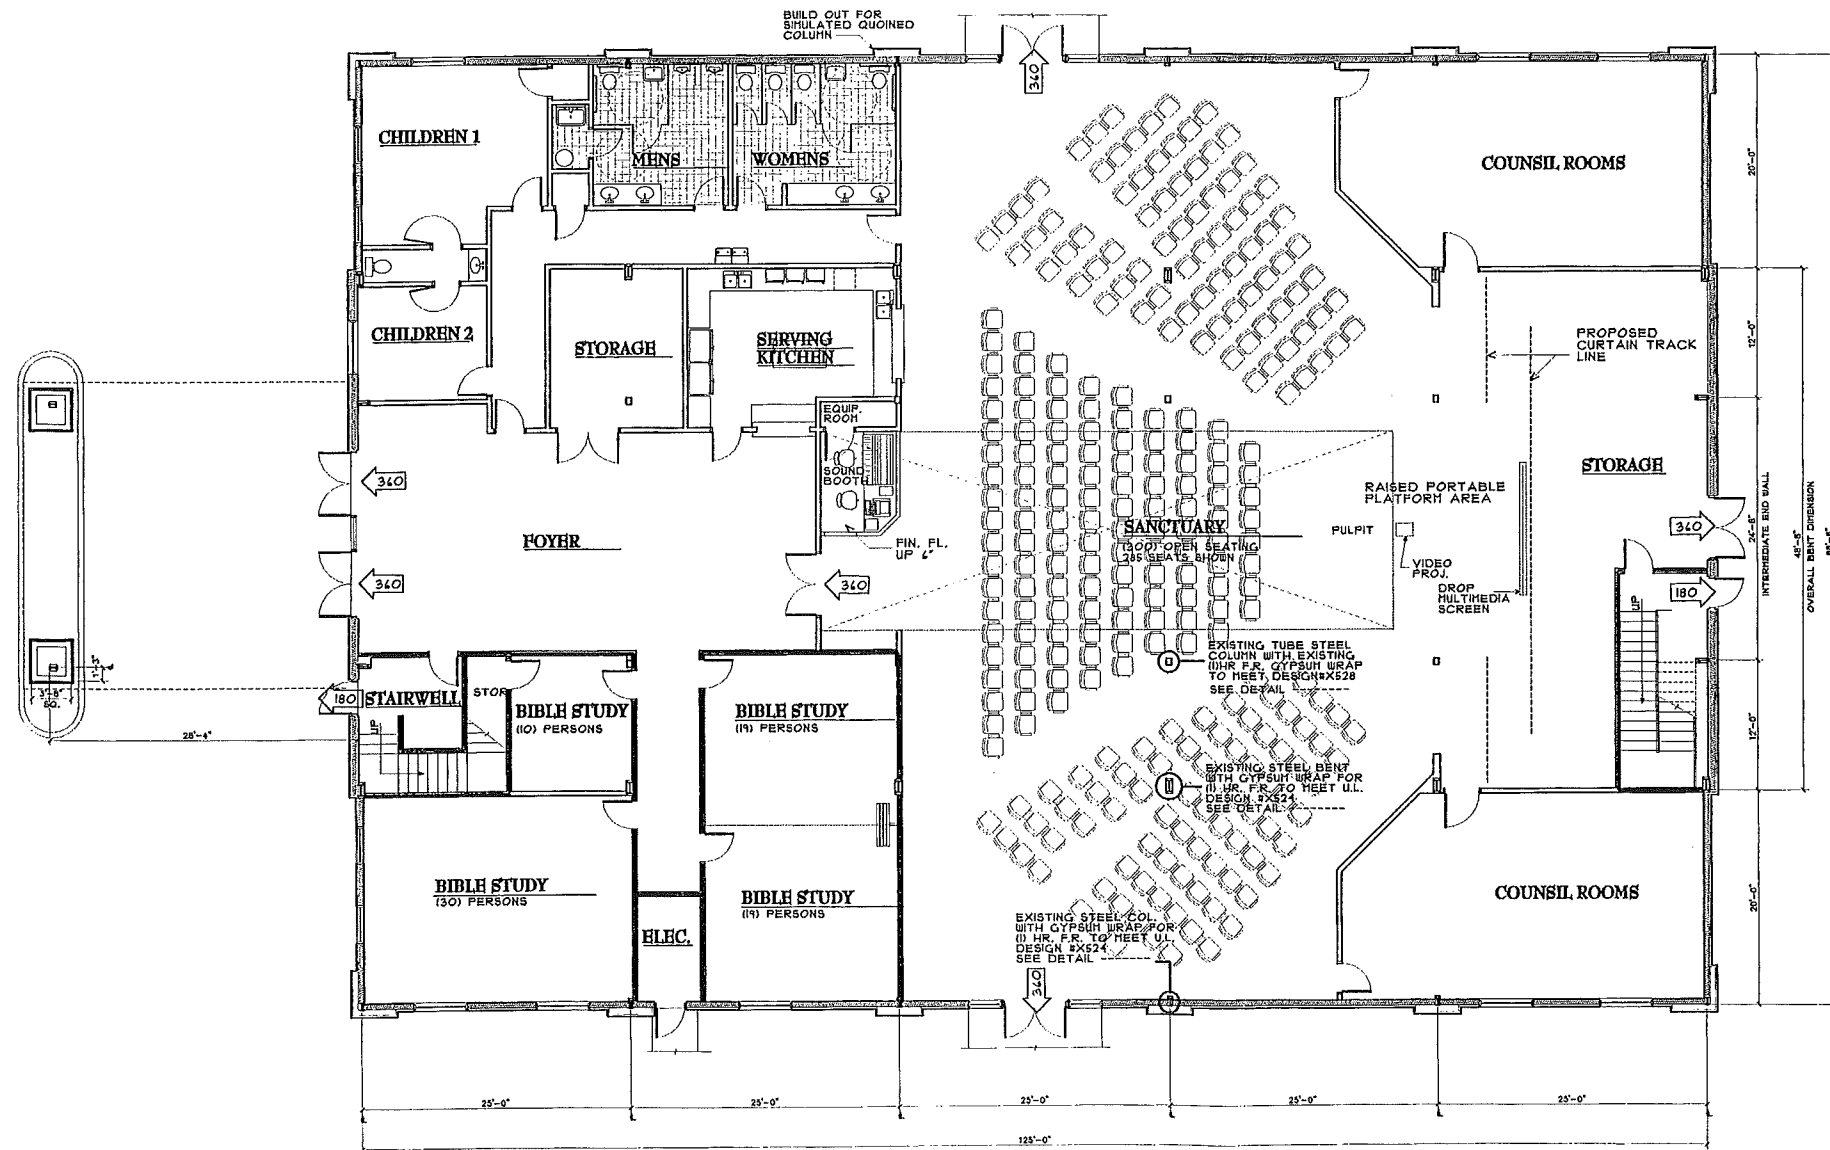 BUILD OUT FOR
SIMULATED QUOINED
COLUMN
360
CHILDREN 1
MENS
WOMENS
COUNSIL ROOMS
20'-0"
CHILDREN 2
STORAGE
SERVING
KITCHEN
PROPOSED
CURTAIN TRACK
LINE
12'-0"
EQUIP.
ROOM
SOUND
BOOTH
360
STORAGE
RAISED PORTABLE
PLATFORM AREA
INTERMEDIATE END WALL
OVERALL BENT DIMENSION
24'-8"
48'-8"
FOYER
FIN. FL.
UP 6"
SANCTUARY
(300) OPEN SEATING
285 SEATS SHOWN
PULPIT
360
VIDEO
PROJ.
DROP
MULTIMEDIA
SCREEN
360
360
180
UP
EXISTING TUBE STEEL
COLUMN WITH EXISTING
(1)HR F.R. GYPSUM WRAP
TO MEET DESIGN#X528
SEE DETAIL
1'-3"
3'-8"
SQ.
180
STAIRWELL
STOR
UP
BIBLE STUDY
(10) PERSONS
BIBLE STUDY
(19) PERSONS
28'-4"
12'-0"
EXISTING STEEL BENT
WITH GYPSUM WRAP FOR
(1) HR. F.R. TO MEET U.L.
DESIGN #X524
SEE DETAIL
BIBLE STUDY
(30) PERSONS
BIBLE STUDY
(19) PERSONS
COUNSIL ROOMS
20'-0"
ELEC.
EXISTING STEEL COL.
WITH GYPSUM WRAP FOR
(1) HR. F.R. TO MEET U.L.
DESIGN #X524
SEE DETAIL
360
25'-0"
25'-0"
25'-0"
25'-0"
25'-0"
125'-0"